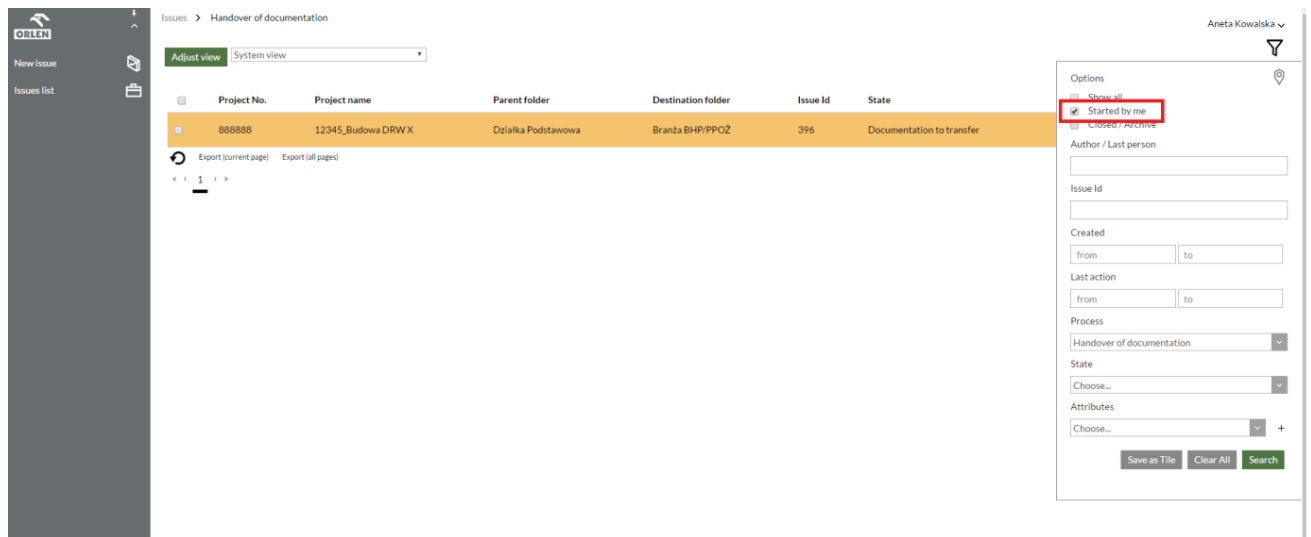 ORLEN
New issue
Issues list
Issues > Handover of documentation
Aneta Kowalska
Adjust view System view
Project No. Project name Parent folder Destination folder Issue Id State
888888 12345_Budowa DRW X Działka Podstawowa Branża BHP/PPOŻ 396 Documentation to transfer
Export (current page) Export (all pages)
« ‹ 1 › »
Options
Show all
Started by me
Closed / Archive
Author / Last person
Issue Id
Created
from to
Last action
from to
Process
Handover of documentation
State
Choose...
Attributes
Choose... +
Save as Tile Clear All Search